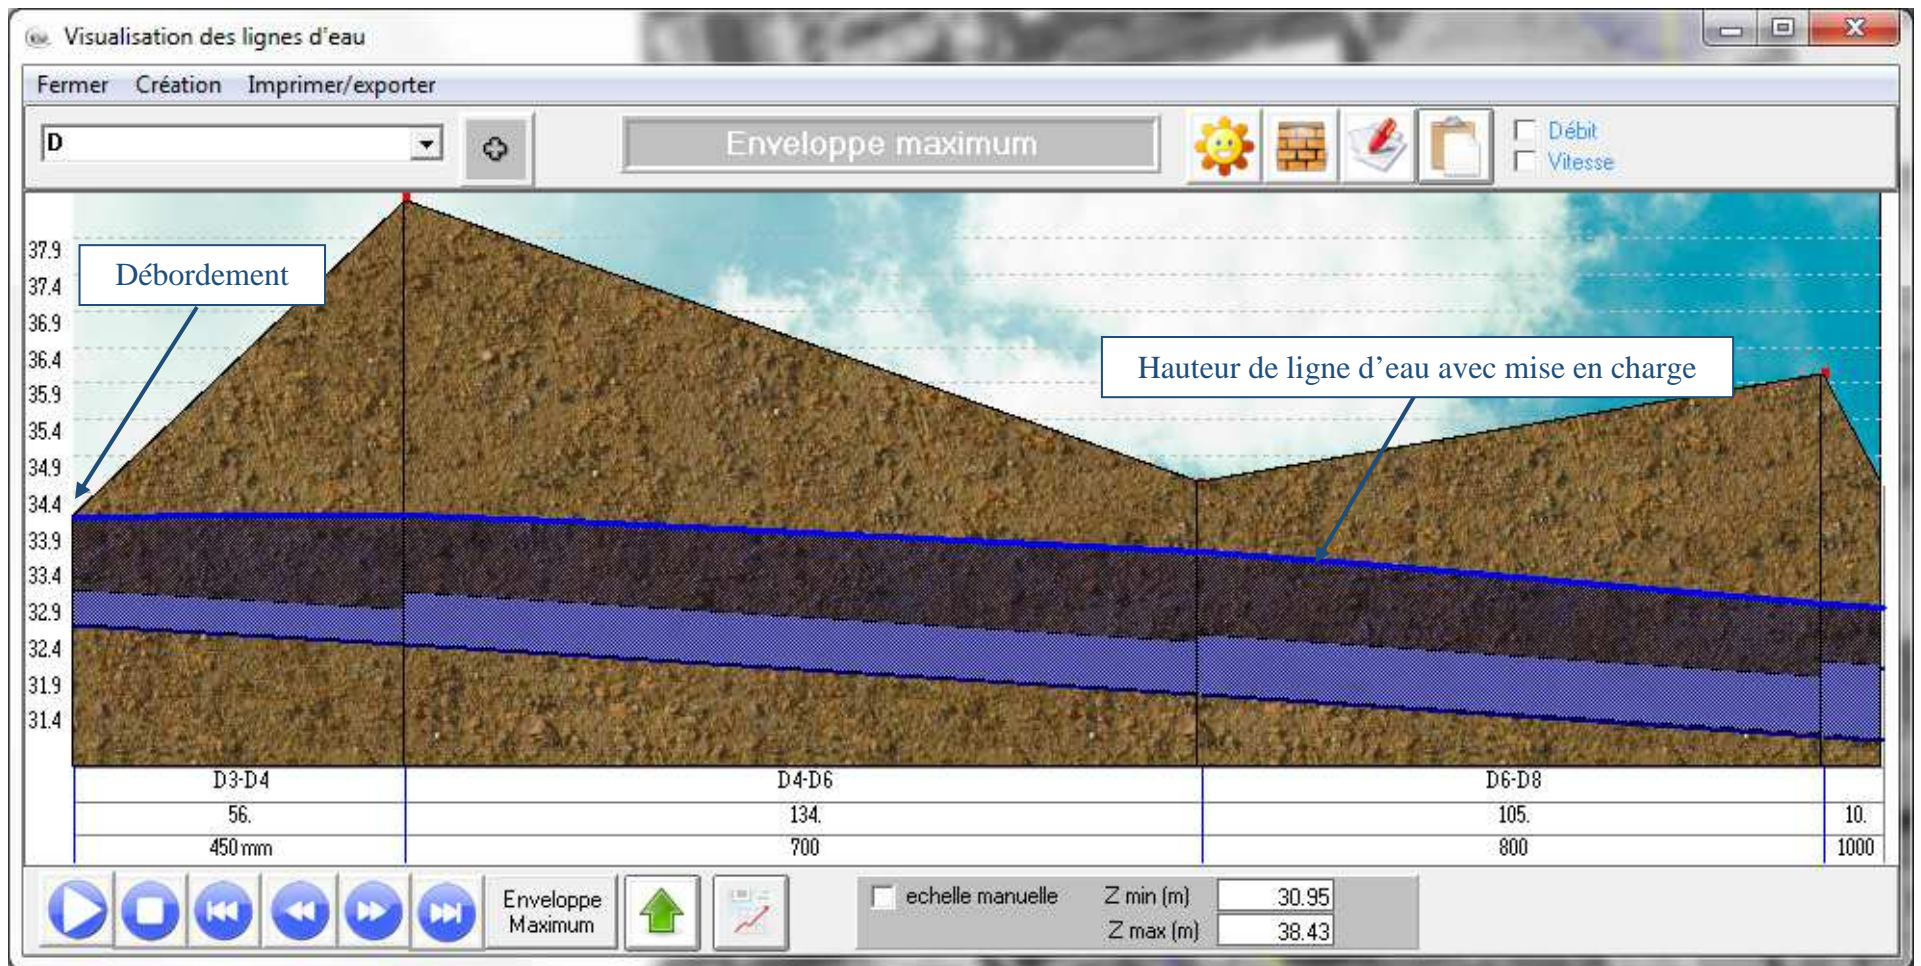 Visualisation des lignes d'eau
Fermer Création Imprimer/exporter
D
Enveloppe maximum
Débit
Vitesse
37.9
37.4
36.9
36.4
35.9
35.4
34.9
34.4
33.9
33.4
32.9
32.4
31.9
31.4
Débordement
Hauteur de ligne d’eau avec mise en charge
D3-D4 D4-D6 D6-D8
56. 134. 105. 10.
450 mm 700 800 1000
Enveloppe
Maximum
echelle manuelle Z min (m) 30.95
Z max (m) 38.43